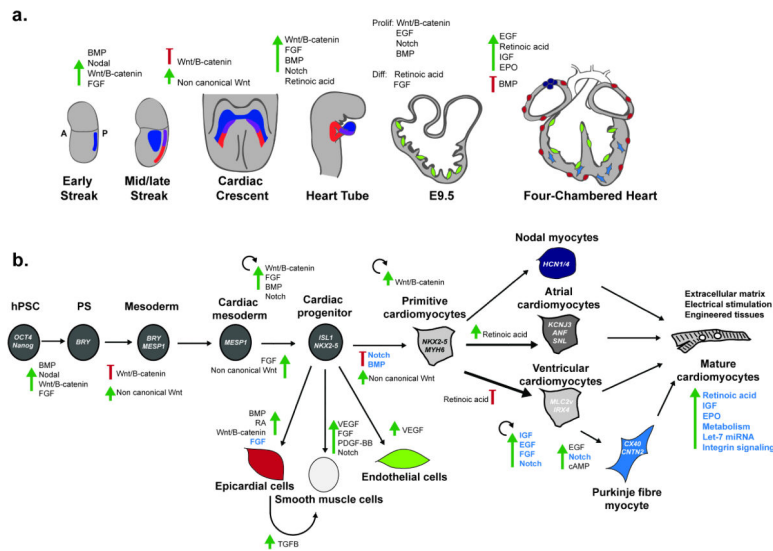 a.
BMP
Nodal
Wnt/B-catenin
FGF
Wnt/B-catenin
Non canonical Wnt
Wnt/B-catenin
FGF
BMP
Notch
Retinoic acid
Prolif: Wnt/B-catenin
EGF
Notch
BMP
Diff: Retinoic acid
FGF
EGF
Retinoic acid
IGF
EPO
BMP
A P
Early
Streak
Mid/late
Streak
Cardiac
Crescent
Heart Tube
E9.5
Four-Chambered Heart
b.
hPSC
OCT4
Nanog
BMP
Nodal
Wnt/B-catenin
FGF
PS
BRY
Mesoderm
BRY
MESP1
Wnt/B-catenin
Non canonical Wnt
Wnt/B-catenin
FGF
BMP
Notch
Cardiac
mesoderm
MESP1
FGF
Non canonical Wnt
Cardiac
progenitor
ISL1
NKX2-5
Notch
BMP
Non canonical Wnt
Wnt/B-catenin
Primitive
cardiomyocytes
NKX2-5
MYH6
Retinoic acid
Retinoic acid
Nodal myocytes
HCN1/4
Atrial
cardiomyocytes
KCNJ3
ANF
SNL
Ventricular
cardiomyocytes
MLC2v
IRX4
IGF
EGF
FGF
Notch
EGF
Notch
cAMP
CX40
CNTN2
Purkinje fibre
myocyte
Extracellular matrix
Electrical stimulation
Engineered tissues
Mature
cardiomyocytes
Retinoic acid
IGF
EPO
Metabolism
Let-7 miRNA
Integrin signaling
BMP
RA
Wnt/B-catenin
FGF
Epicardial cells
VEGF
FGF
PDGF-BB
Notch
Smooth muscle cells
VEGF
Endothelial cells
TGFB